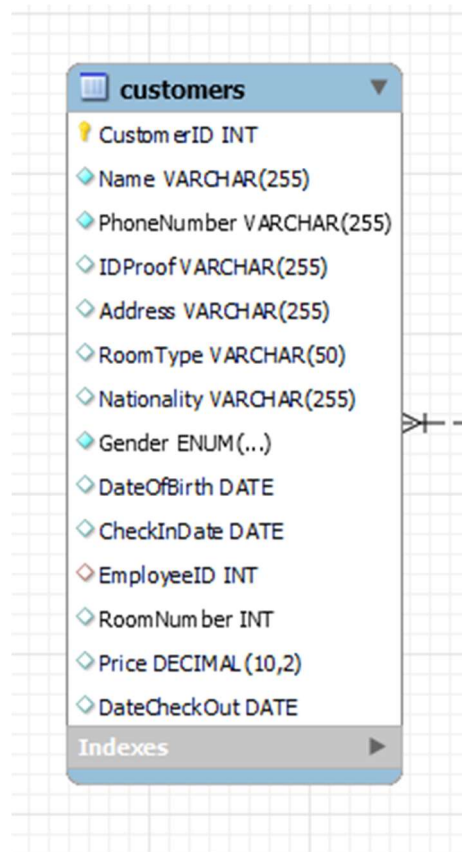 customers
CustomerID INT
Name VARCHAR(255)
PhoneNumber VARCHAR(255)
IDProof VARCHAR(255)
Address VARCHAR(255)
RoomType VARCHAR(50)
Nationality VARCHAR(255)
Gender ENUM(...)
DateOfBirth DATE
CheckInDate DATE
EmployeeID INT
RoomNumber INT
Price DECIMAL(10,2)
DateCheckOut DATE
Indexes